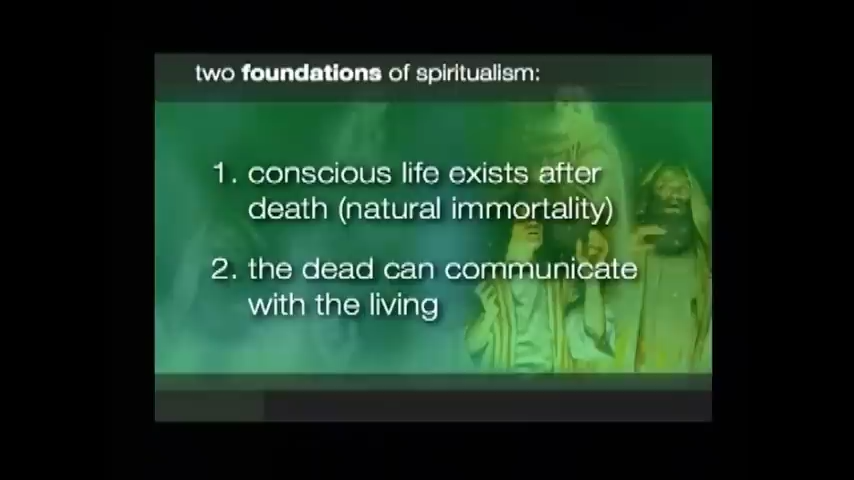 two foundations of spiritualism:
1. conscious life exists after
death (natural immortality)
2. the dead can communicate
with the living